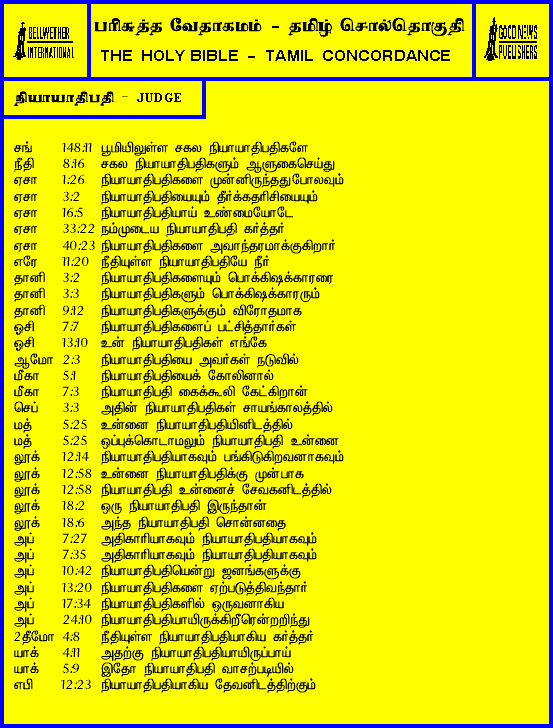 BELLWETHER INTERNATIONAL
பரிசுத்த வேதாகமம் - தமிழ் சொல்தொகுதி
THE HOLY BIBLE - TAMIL CONCORDANCE
GOOD NEWS PUBLISHERS
நியாயாதிபதி - JUDGE
சங் 148:11 பூமியிலுள்ள சகல நியாயாதிபதிகளே
நீதி 8:16 சகல நியாயாதிபதிகளும் ஆளுகைசெய்து
ஏசா 1:26 நியாயாதிபதிகளை முன்னிருந்ததுபோலவும்
ஏசா 3:2 நியாயாதிபதியையும் தீர்க்கதரிசியையும்
ஏசா 16:5 நியாயாதிபதியாய் உண்மையோடே
ஏசா 33:22 நம்முடைய நியாயாதிபதி கர்த்தர்
ஏசா 40:23 நியாயாதிபதிகளை அவாந்தரமாக்குகிறார்
எரே 11:20 நீதியுள்ள நியாயாதிபதியே நீர்
தானி 3:2 நியாயாதிபதிகளையும் பொக்கிஷக்காரரை
தானி 3:3 நியாயாதிபதிகளும் பொக்கிஷக்காரரும்
தானி 9:12 நியாயாதிபதிகளுக்கும் விரோதமாக
ஓசி 7:7 நியாயாதிபதிகளைப் பட்சித்தார்கள்
ஓசி 13:10 உன் நியாயாதிபதிகள் எங்கே
ஆமோ 2:3 நியாயாதிபதியை அவர்கள் நடுவில்
மீகா 5:1 நியாயாதிபதியைக் கோலினால்
மீகா 7:3 நியாயாதிபதி கைக்கூலி கேட்கிறான்
செப் 3:3 அதின் நியாயாதிபதிகள் சாயங்காலத்தில்
மத் 5:25 உன்னை நியாயாதிபதியினிடத்தில்
மத் 5:25 ஒப்புக்கொடாமலும் நியாயாதிபதி உன்னை
லூக் 12:14 நியாயாதிபதியாகவும் பங்கிடுகிறவனாகவும்
லூக் 12:58 உன்னை நியாயாதிபதிக்கு முன்பாக
லூக் 12:58 நியாயாதிபதி உன்னைச் சேவகனிடத்தில்
லூக் 18:2 ஒரு நியாயாதிபதி இருந்தான்
லூக் 18:6 அந்த நியாயாதிபதி சொன்னதை
அப் 7:27 அதிகாரியாகவும் நியாயாதிபதியாகவும்
அப் 7:35 அதிகாரியாகவும் நியாயாதிபதியாகவும்
அப் 10:42 நியாயாதிபதியென்று ஜனங்களுக்கு
அப் 13:20 நியாயாதிபதிகளை ஏற்படுத்திவந்தார்
அப் 17:34 நியாயாதிபதிகளில் ஒருவனாகிய
அப் 24:10 நியாயாதிபதியாயிருக்கிறீரென்றறிந்து
2தீமோ 4:8 நீதியுள்ள நியாயாதிபதியாகிய கர்த்தர்
யாக் 4:11 அதற்கு நியாயாதிபதியாயிருப்பாய்
யாக் 5:9 இதோ நியாயாதிபதி வாசற்படியில்
எபி 12:23 நியாயாதிபதியாகிய தேவனிடத்திற்கும்